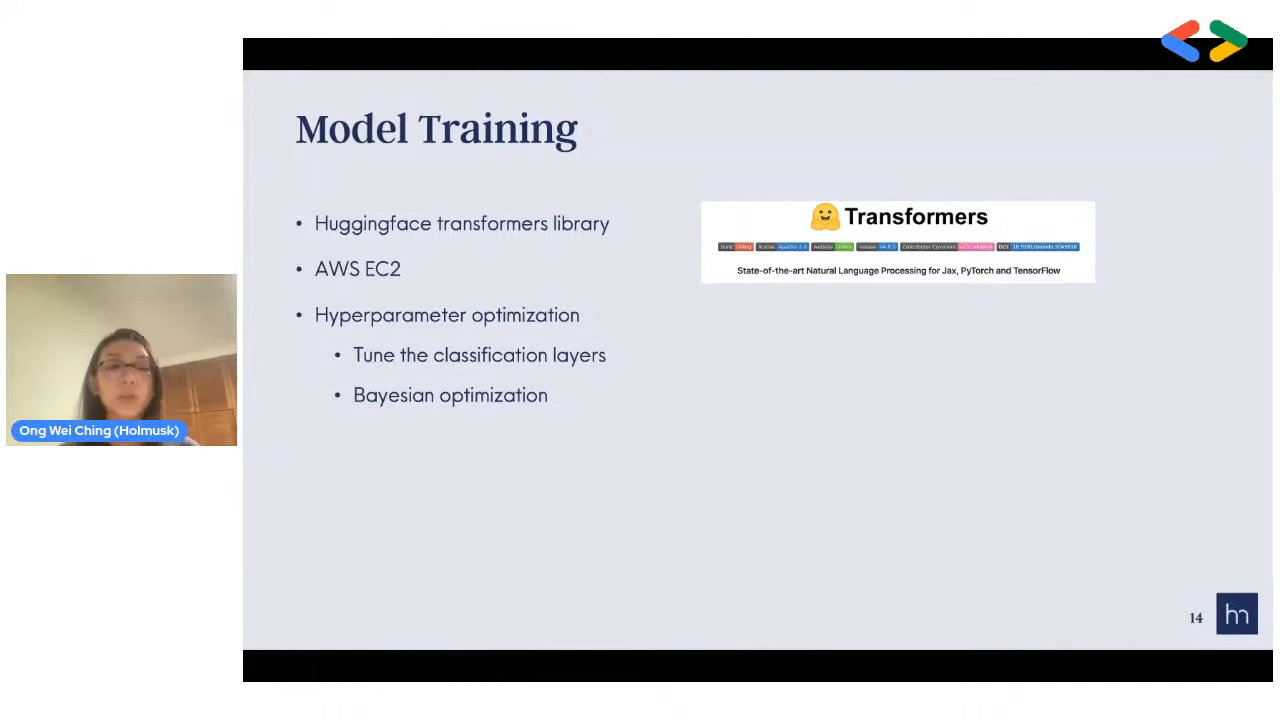 Model Training
• Huggingface transformers library
• AWS EC2
• Hyperparameter optimization
• Tune the classification layers
• Bayesian optimization
Transformers
State-of-the-art Natural Language Processing for Jax, PyTorch and TensorFlow
Ong Wei Ching (Holmusk)
14
hm